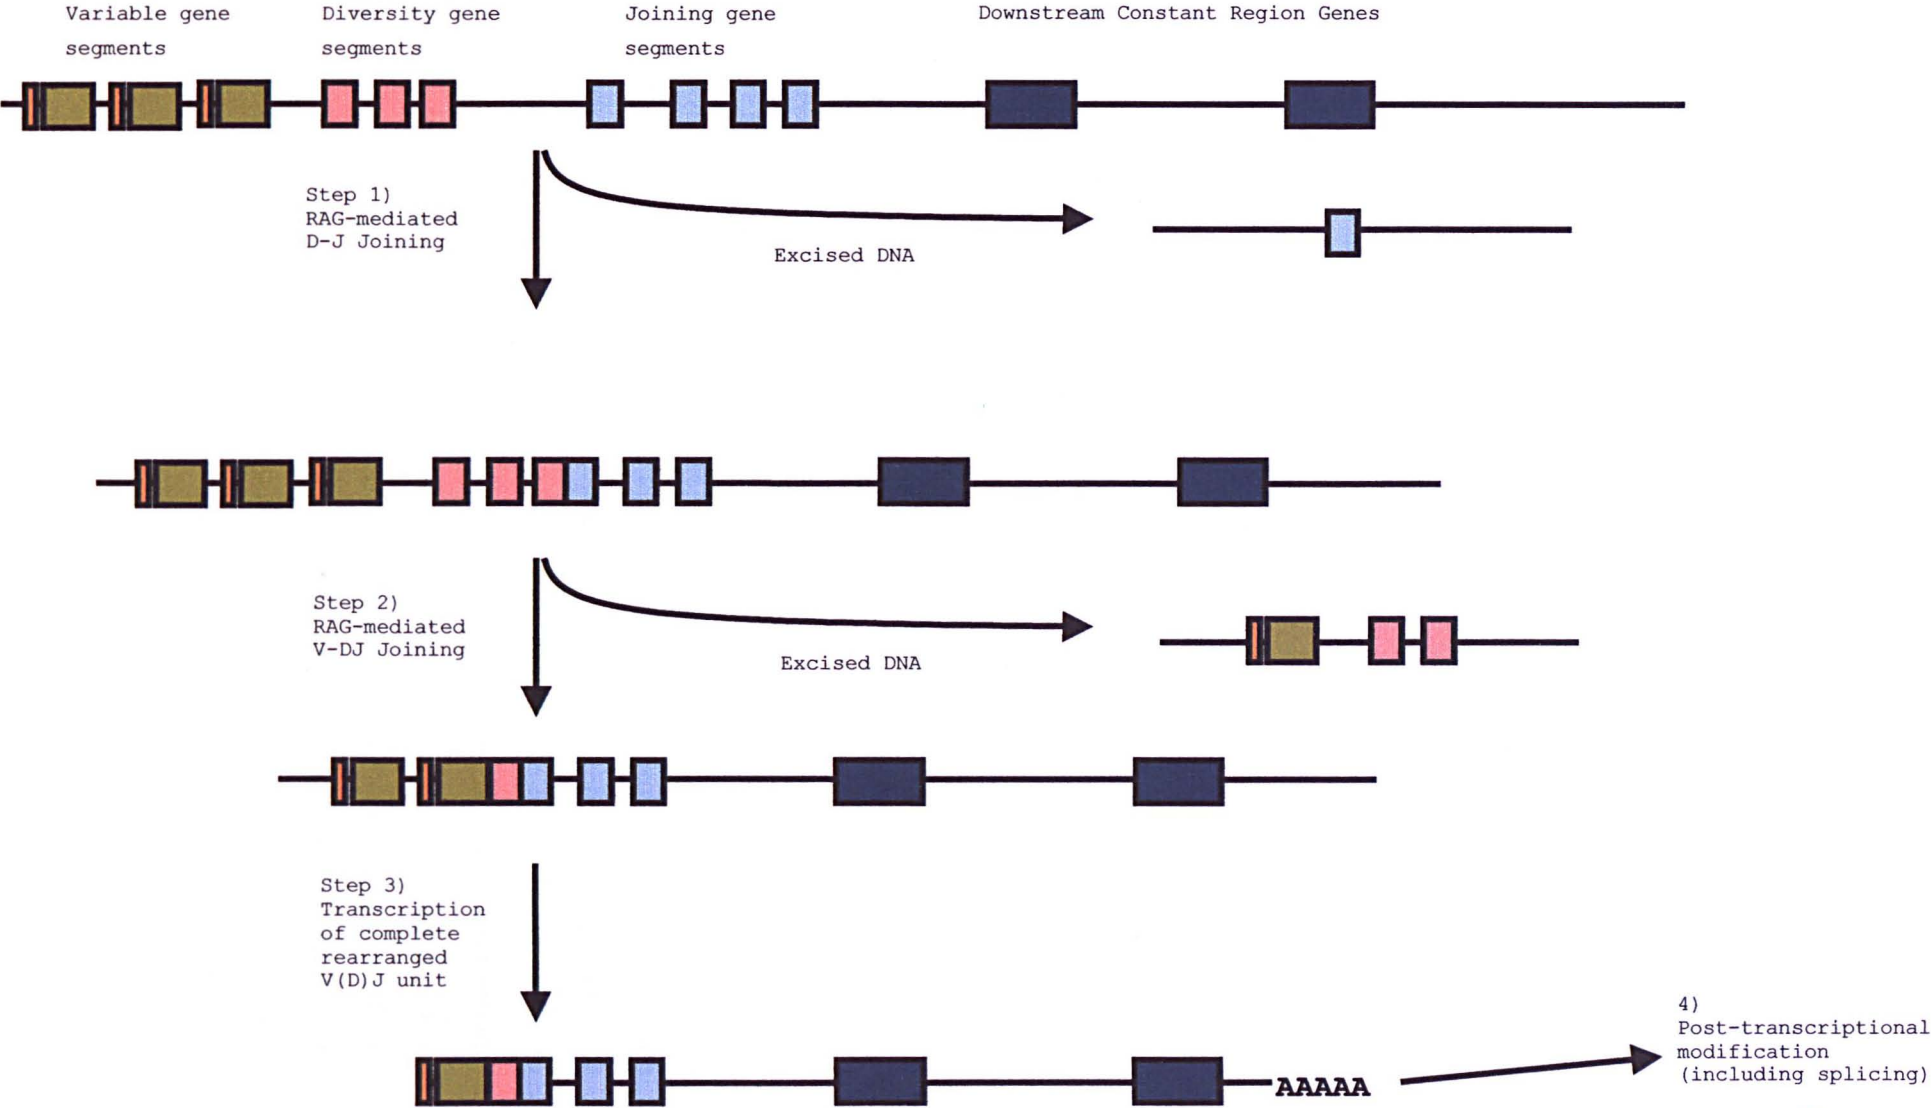 Variable gene
segments
Diversity gene
segments
Joining gene
segments
Downstream Constant Region Genes
Step 1)
RAG-mediated
D-J Joining
Excised DNA
Step 2)
RAG-mediated
V-DJ Joining
Excised DNA
Step 3)
Transcription
of complete
rearranged
V(D)J unit
AAAAA
4)
Post-transcriptional
modification
(including splicing)